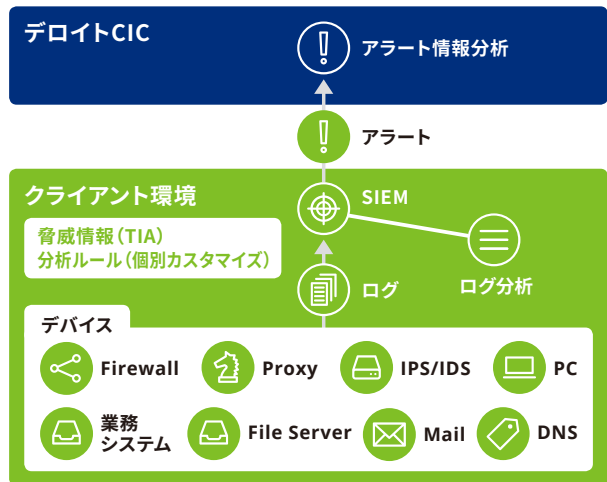 デロイトCIC
アラート情報分析
アラート
クライアント環境
SIEM
脅威情報（TIA）
分析ルール（個別カスタマイズ）
ログ
ログ分析
デバイス
Firewall
Proxy
IPS/IDS
PC
業務
システム
File Server
Mail
DNS